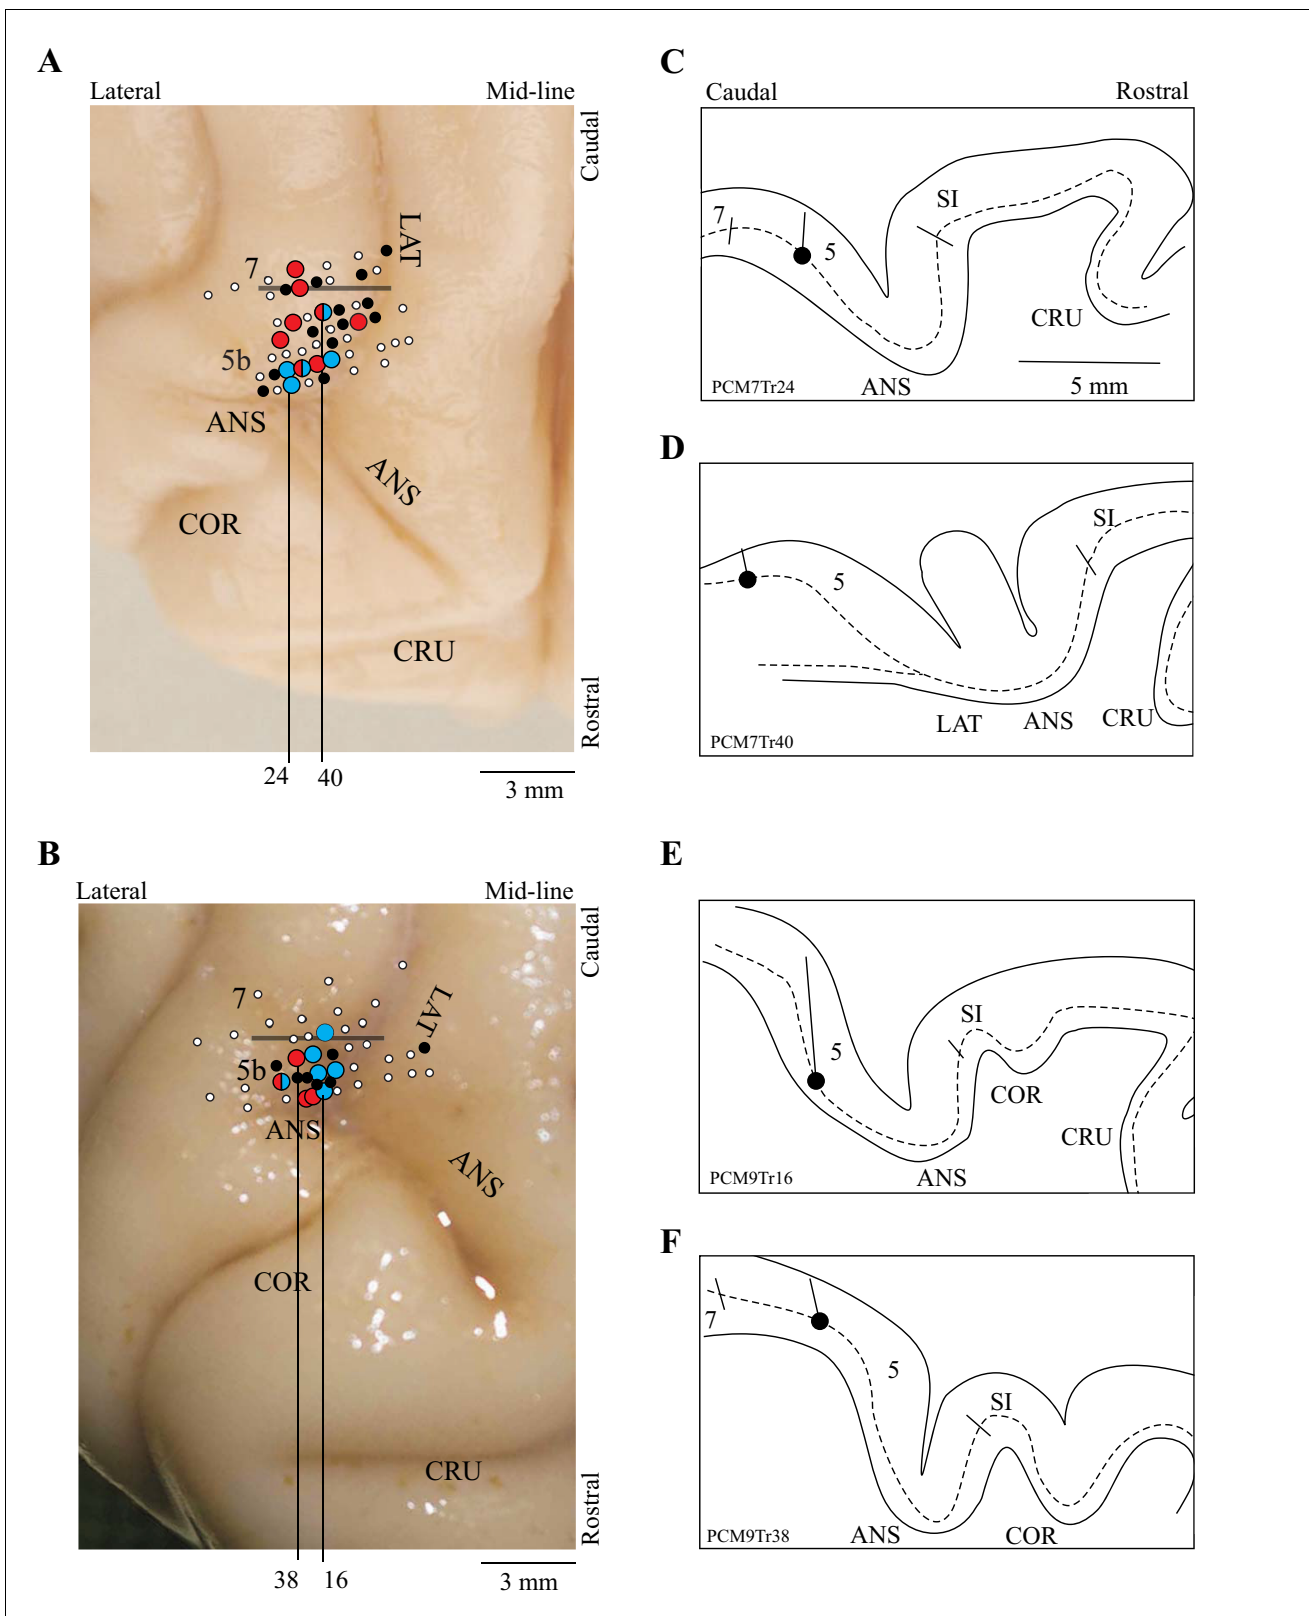 A
Lateral
Mid-line
Caudal
LAT
7
5b
ANS
ANS
COR
CRU
Rostral
24
40
3 mm
B
Lateral
Mid-line
Caudal
7
LAT
5b
ANS
ANS
COR
CRU
Rostral
38
16
3 mm
C
Caudal
Rostral
7
SI
5
CRU
PCM7Tr24
ANS
5 mm
D
SI
5
LAT
ANS
CRU
PCM7Tr40
E
SI
5
COR
CRU
PCM9Tr16
ANS
F
7
5
SI
PCM9Tr38
ANS
COR